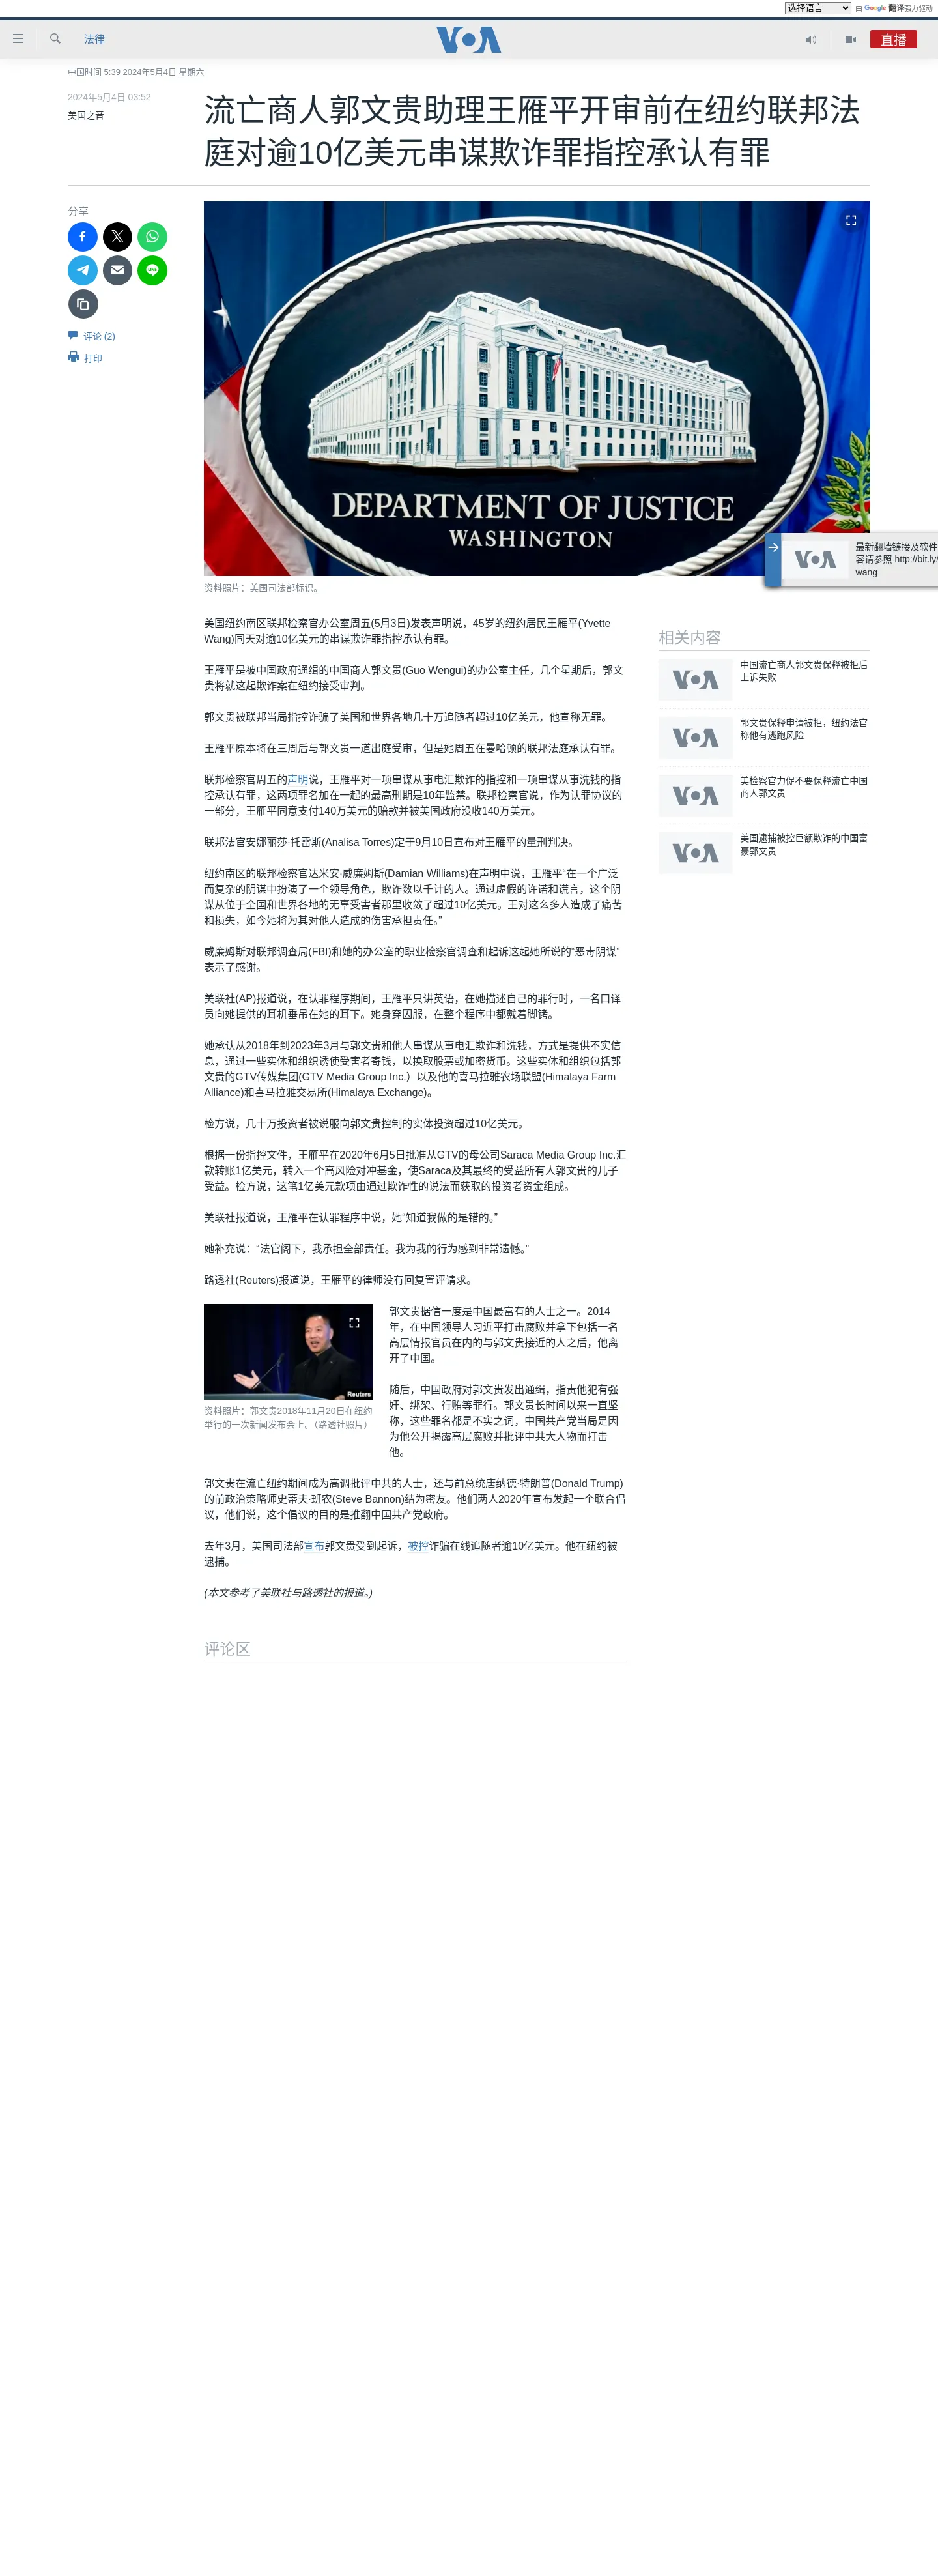 选择语言 由 Google 翻译强力驱动
法律
VOA
直播
中国时间 5:39 2024年5月4日 星期六
2024年5月4日 03:52
美国之音
流亡商人郭文贵助理王雁平开审前在纽约联邦法
庭对逾10亿美元串谋欺诈罪指控承认有罪
分享
评论 (2)
打印
DEPARTMENT OF JUSTICE
WASHINGTON
资料照片：美国司法部标识。
VOA
最新翻墙链接及软件
容请参照 http://bit.ly/
wang
美国纽约南区联邦检察官办公室周五(5月3日)发表声明说，45岁的纽约居民王雁平(Yvette
Wang)同天对逾10亿美元的串谋欺诈罪指控承认有罪。
王雁平是被中国政府通缉的中国商人郭文贵(Guo Wengui)的办公室主任，几个星期后，郭文
贵将就这起欺诈案在纽约接受审判。
郭文贵被联邦当局指控诈骗了美国和世界各地几十万追随者超过10亿美元，他宣称无罪。
王雁平原本将在三周后与郭文贵一道出庭受审，但是她周五在曼哈顿的联邦法庭承认有罪。
联邦检察官周五的声明说，王雁平对一项串谋从事电汇欺诈的指控和一项串谋从事洗钱的指
控承认有罪，这两项罪名加在一起的最高刑期是10年监禁。联邦检察官说，作为认罪协议的
一部分，王雁平同意支付140万美元的赔款并被美国政府没收140万美元。
联邦法官安娜丽莎·托雷斯(Analisa Torres)定于9月10日宣布对王雁平的量刑判决。
纽约南区的联邦检察官达米安·威廉姆斯(Damian Williams)在声明中说，王雁平“在一个广泛
而复杂的阴谋中扮演了一个领导角色，欺诈数以千计的人。通过虚假的许诺和谎言，这个阴
谋从位于全国和世界各地的无辜受害者那里收敛了超过10亿美元。王对这么多人造成了痛苦
和损失，如今她将为其对他人造成的伤害承担责任。”
威廉姆斯对联邦调查局(FBI)和她的办公室的职业检察官调查和起诉这起她所说的“恶毒阴谋”
表示了感谢。
美联社(AP)报道说，在认罪程序期间，王雁平只讲英语，在她描述自己的罪行时，一名口译
员向她提供的耳机垂吊在她的耳下。她身穿囚服，在整个程序中都戴着脚铐。
她承认从2018年到2023年3月与郭文贵和他人串谋从事电汇欺诈和洗钱，方式是提供不实信
息，通过一些实体和组织诱使受害者寄钱，以换取股票或加密货币。这些实体和组织包括郭
文贵的GTV传媒集团(GTV Media Group Inc.）以及他的喜马拉雅农场联盟(Himalaya Farm
Alliance)和喜马拉雅交易所(Himalaya Exchange)。
检方说，几十万投资者被说服向郭文贵控制的实体投资超过10亿美元。
根据一份指控文件，王雁平在2020年6月5日批准从GTV的母公司Saraca Media Group Inc.汇
款转账1亿美元，转入一个高风险对冲基金，使Saraca及其最终的受益所有人郭文贵的儿子
受益。检方说，这笔1亿美元款项由通过欺诈性的说法而获取的投资者资金组成。
美联社报道说，王雁平在认罪程序中说，她“知道我做的是错的。”
她补充说：“法官阁下，我承担全部责任。我为我的行为感到非常遗憾。”
路透社(Reuters)报道说，王雁平的律师没有回复置评请求。
Reuters
资料照片：郭文贵2018年11月20日在纽约
举行的一次新闻发布会上。（路透社照片）
郭文贵据信一度是中国最富有的人士之一。2014
年，在中国领导人习近平打击腐败并拿下包括一名
高层情报官员在内的与郭文贵接近的人之后，他离
开了中国。
随后，中国政府对郭文贵发出通缉，指责他犯有强
奸、绑架、行贿等罪行。郭文贵长时间以来一直坚
称，这些罪名都是不实之词，中国共产党当局是因
为他公开揭露高层腐败并批评中共大人物而打击
他。
郭文贵在流亡纽约期间成为高调批评中共的人士，还与前总统唐纳德·特朗普(Donald Trump)
的前政治策略师史蒂夫·班农(Steve Bannon)结为密友。他们两人2020年宣布发起一个联合倡
议，他们说，这个倡议的目的是推翻中国共产党政府。
去年3月，美国司法部宣布郭文贵受到起诉，被控诈骗在线追随者逾10亿美元。他在纽约被
逮捕。
(本文参考了美联社与路透社的报道。)
相关内容
VOA
中国流亡商人郭文贵保释被拒后
上诉失败
VOA
郭文贵保释申请被拒，纽约法官
称他有逃跑风险
VOA
美检察官力促不要保释流亡中国
商人郭文贵
VOA
美国逮捕被控巨额欺诈的中国富
豪郭文贵
评论区